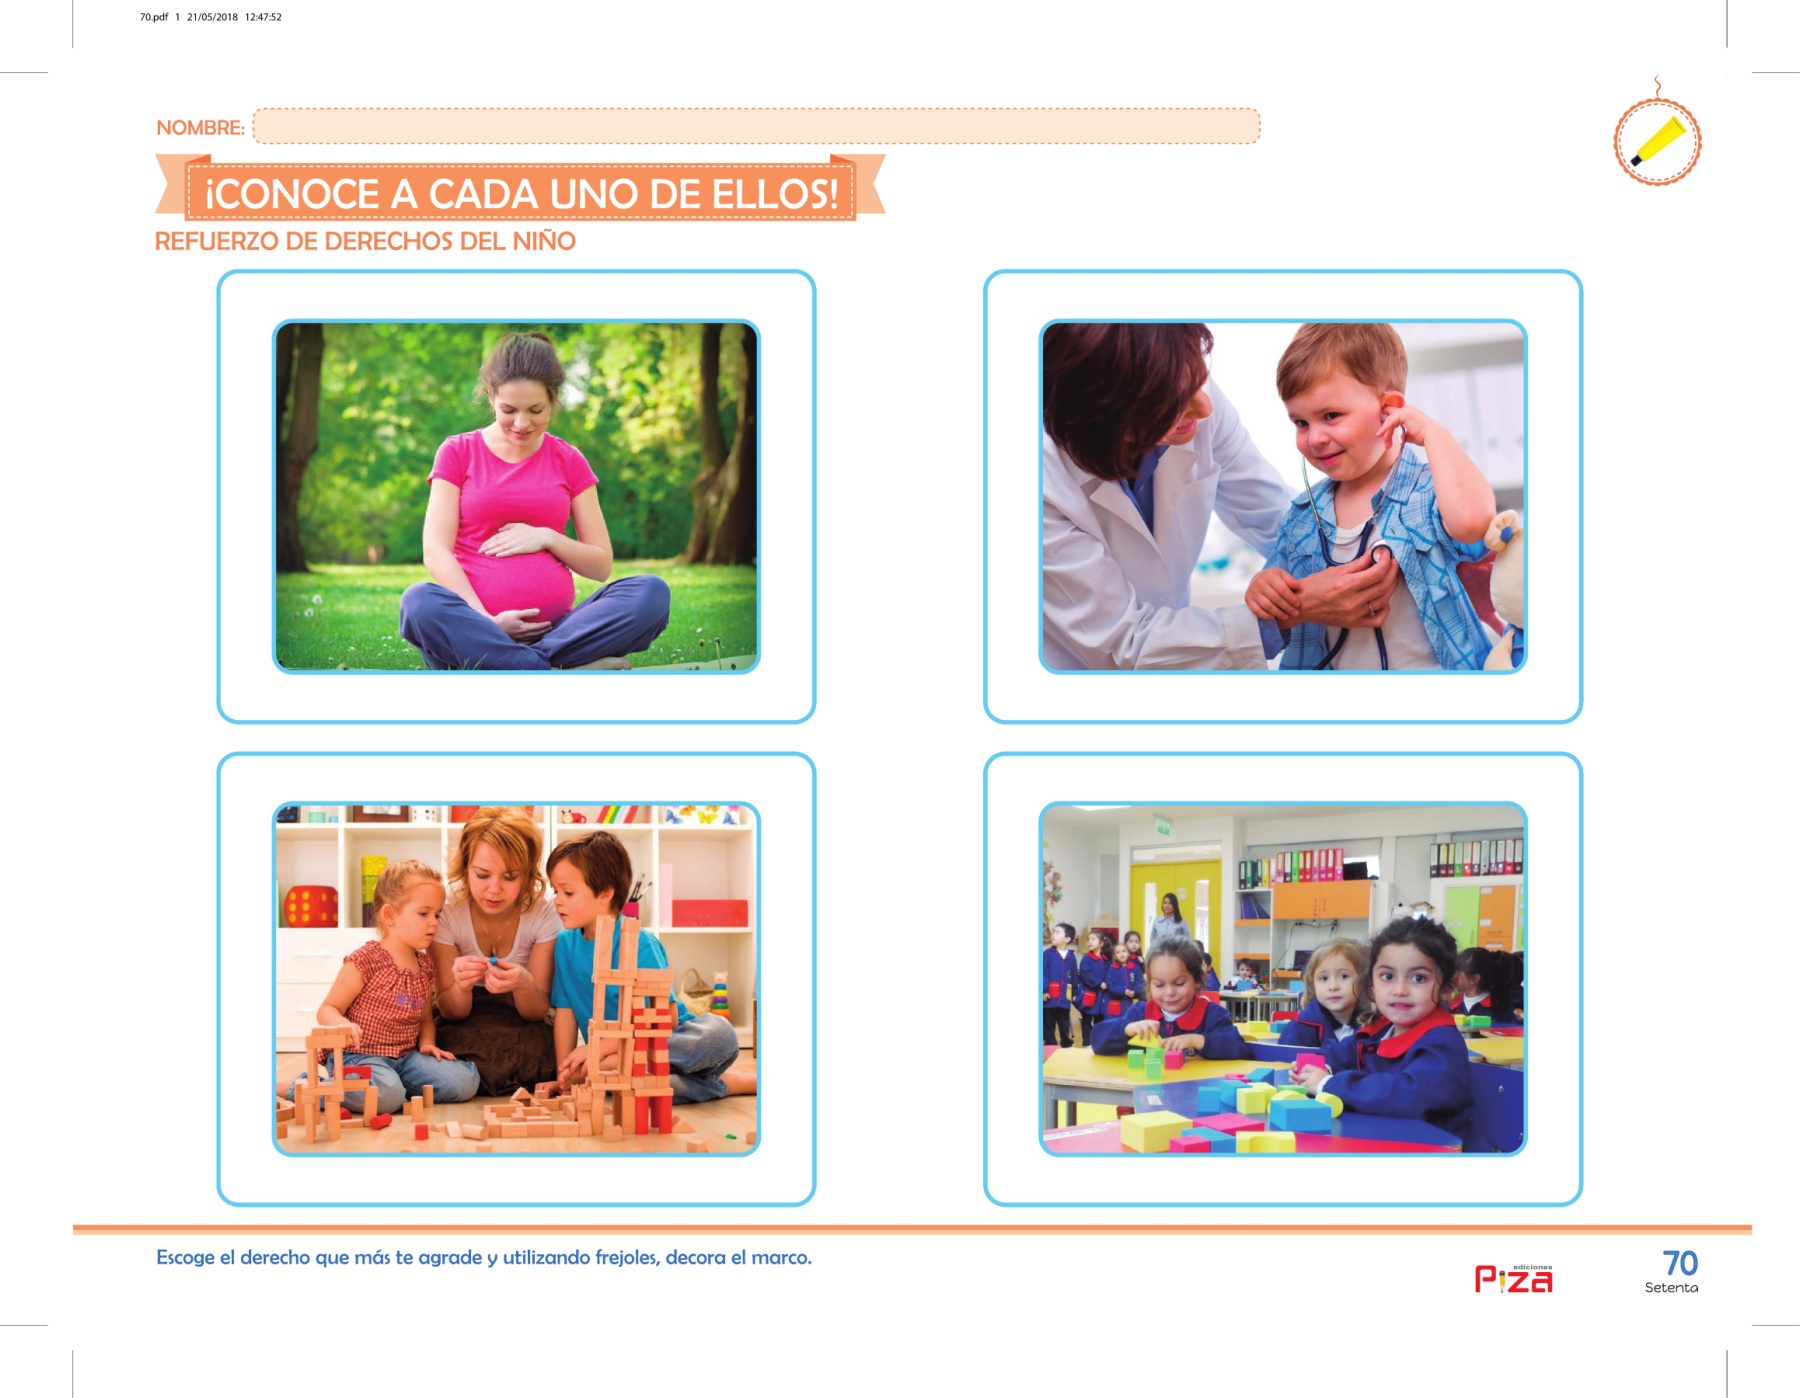 70.pdf 1 21/05/2018 12:47:52
NOMBRE:
¡CONOCE A CADA UNO DE ELLOS!
REFUERZO DE DERECHOS DEL NIÑO
Escoge el derecho que más te agrade y utilizando frejoles, decora el marco.
ediciones
Piza
70
Setenta